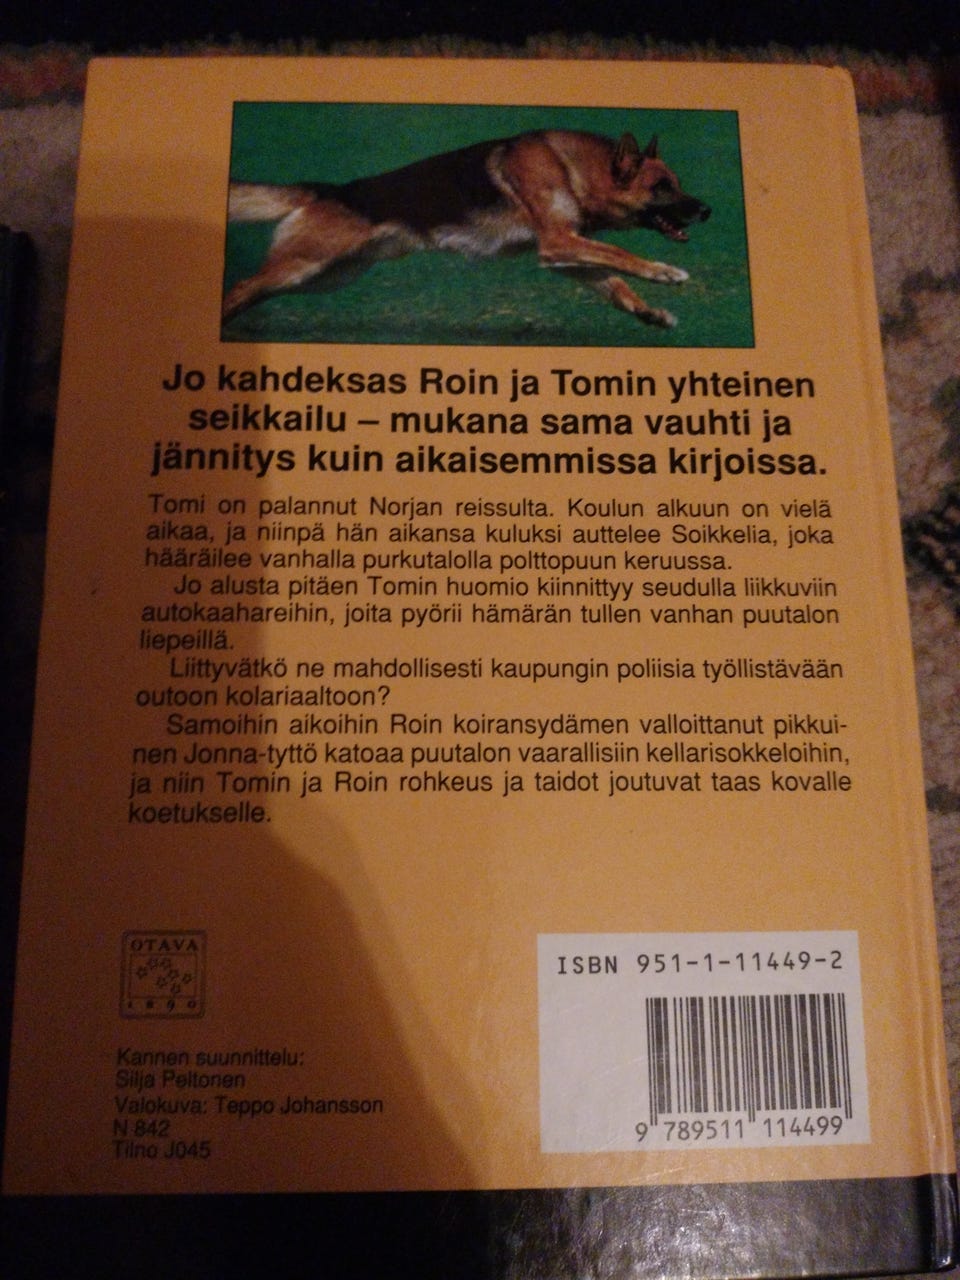 Jo kahdeksas Roin ja Tomin yhteinen
seikkailu – mukana sama vauhti ja
jännitys kuin aikaisemmissa kirjoissa.
Tomi on palannut Norjan reissulta. Koulun alkuun on vielä
aikaa, ja niinpä hän aikansa kuluksi auttelee Soikkelia, joka
hääräilee vanhalla purkutalolla polttopuun keruussa.
Jo alusta pitäen Tomin huomio kiinnittyy seudulla liikkuviin
autokaahareihin, joita pyörii hämärän tullen vanhan puutalon
liepeillä.
Liittyvätkö ne mahdollisesti kaupungin poliisia työllistävään
outoon kolariaaltoon?
Samoihin aikoihin Roin koiransydämen valloittanut pikkui-
nen Jonna-tyttö katoaa puutalon vaarallisiin kellarisokkeloihin,
ja niin Tomin ja Roin rohkeus ja taidot joutuvat taas kovalle
koetukselle.
OTAVA
1890
Kannen suunnittelu:
Silja Peltonen
Valokuva: Teppo Johansson
N 842
Tilno J045
ISBN 951-1-11449-2
9 789511 114499